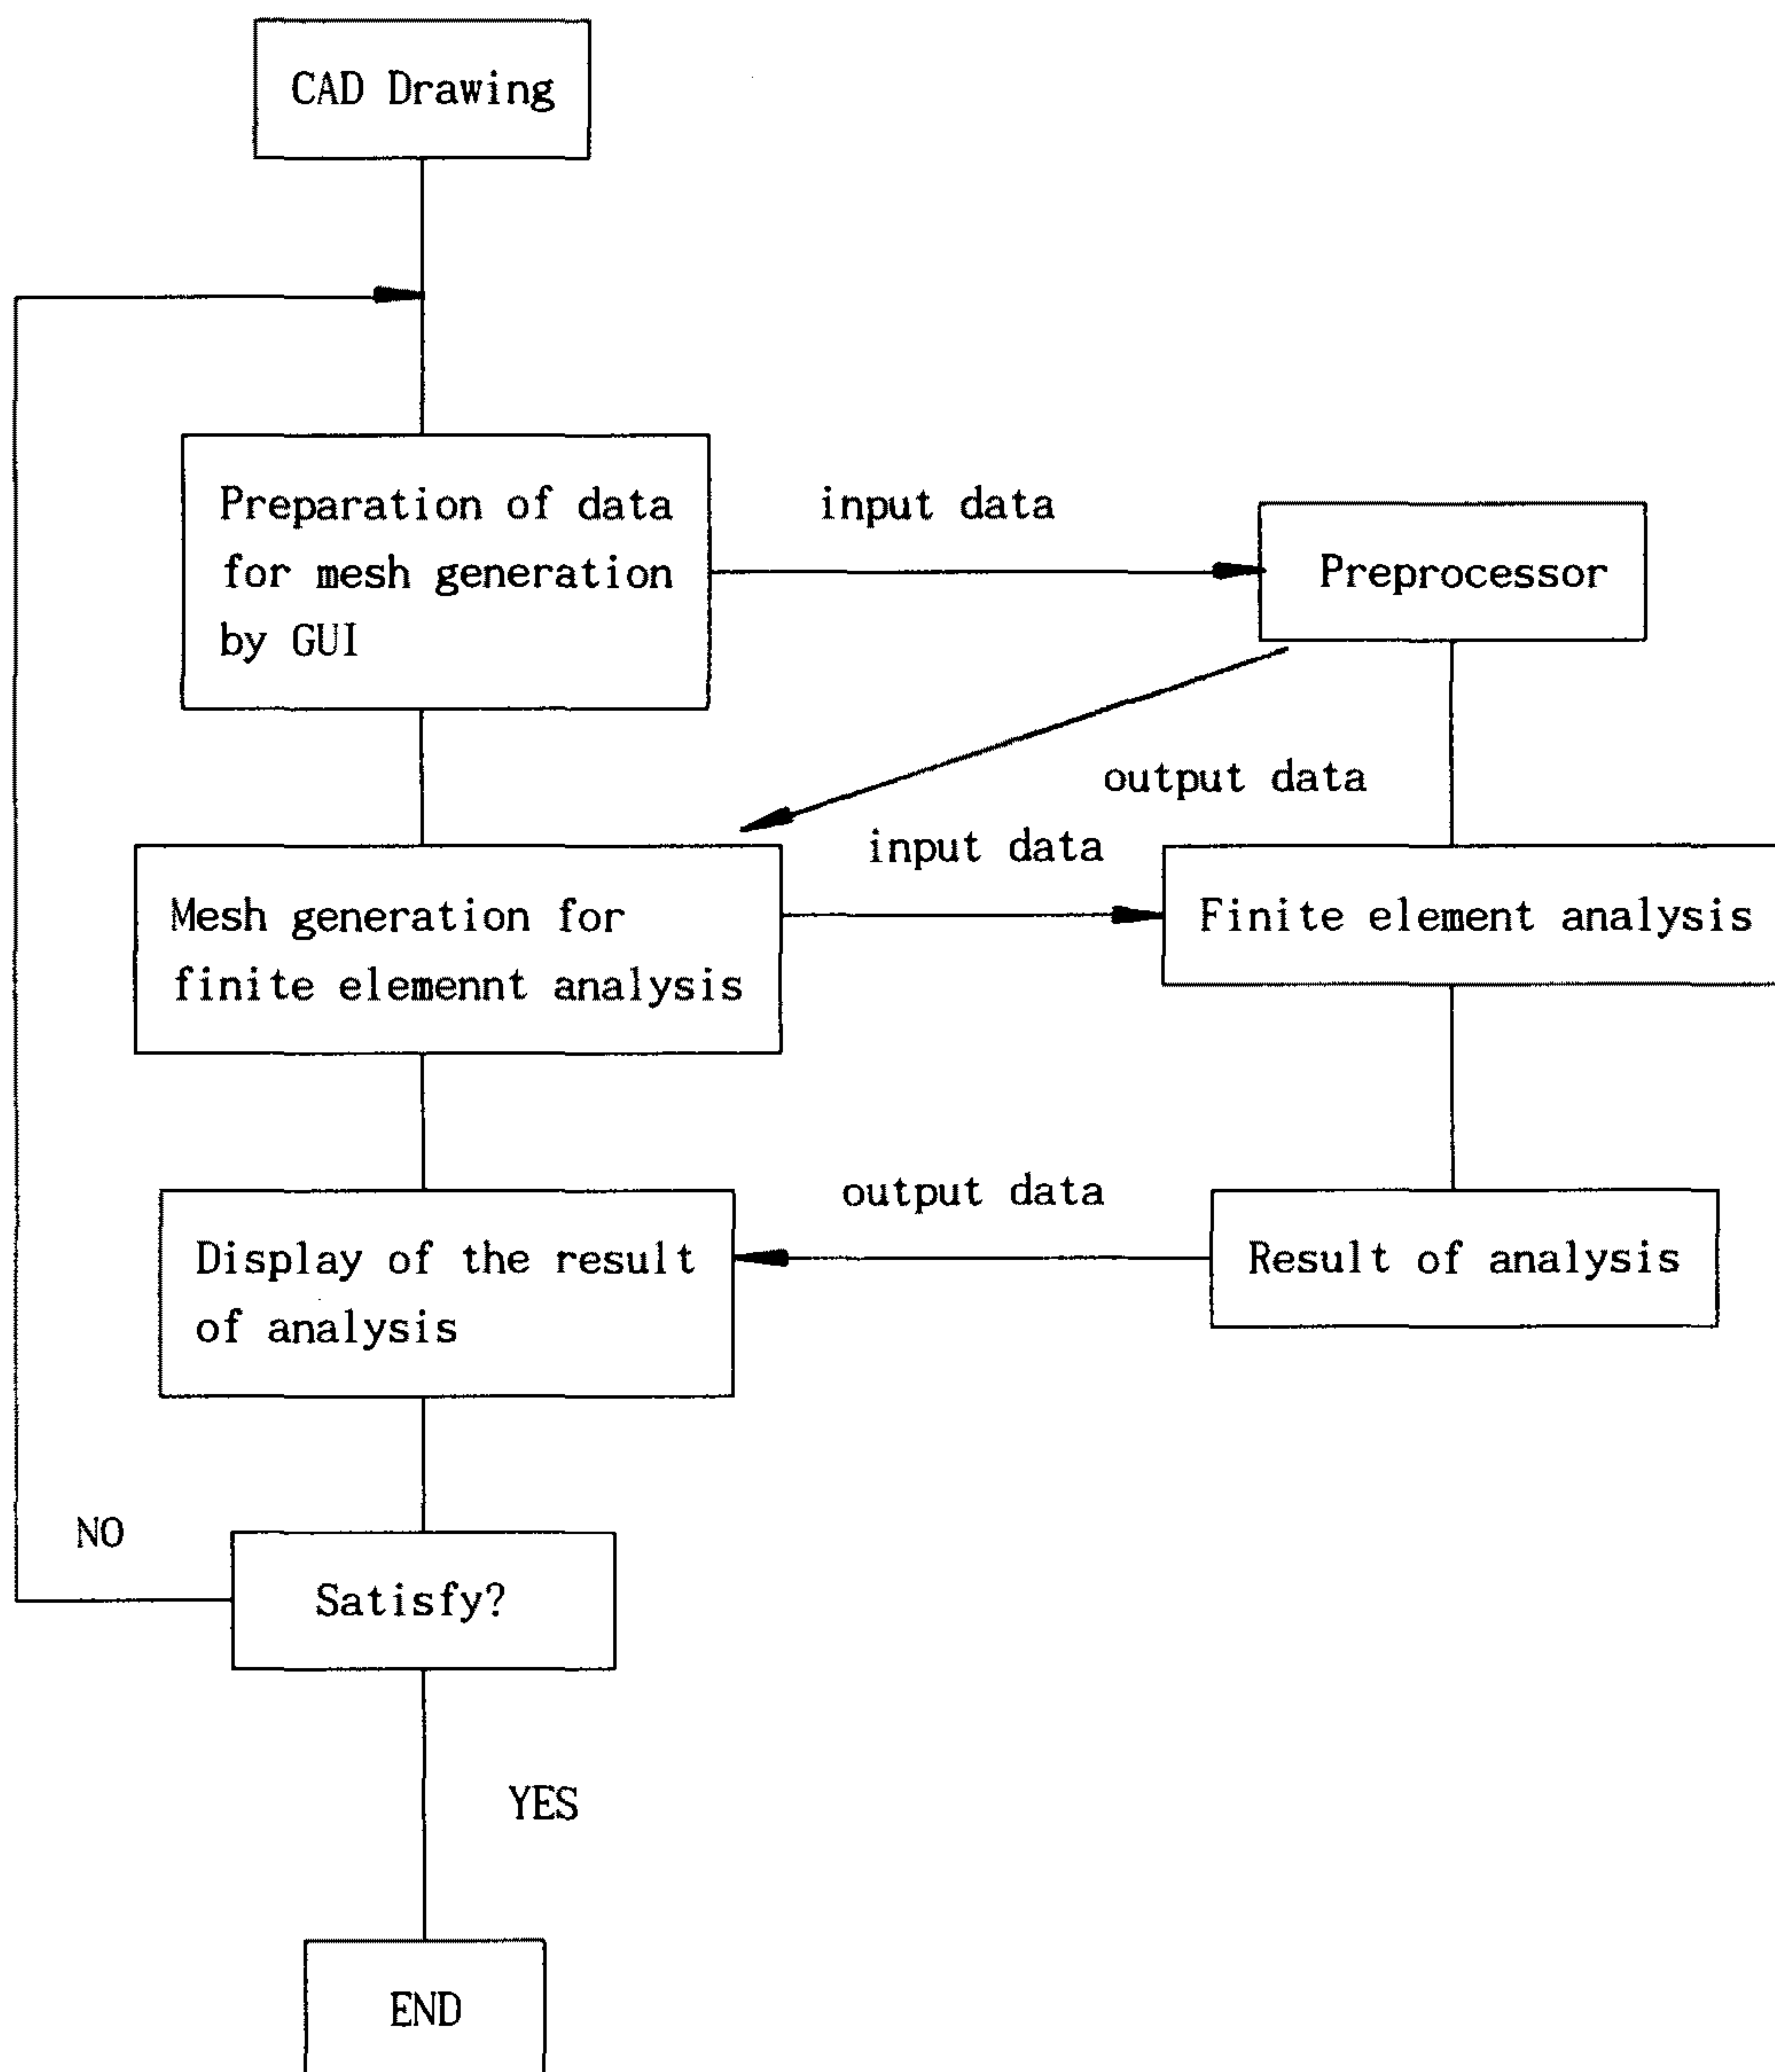 CAD Drawing
Preparation of data
for mesh generation
by GUI
input data
Preprocessor
output data
input data
Mesh generation for
finite elemennt analysis
Finite element analysis
output data
Display of the result
of analysis
Result of analysis
NO
Satisfy?
YES
END